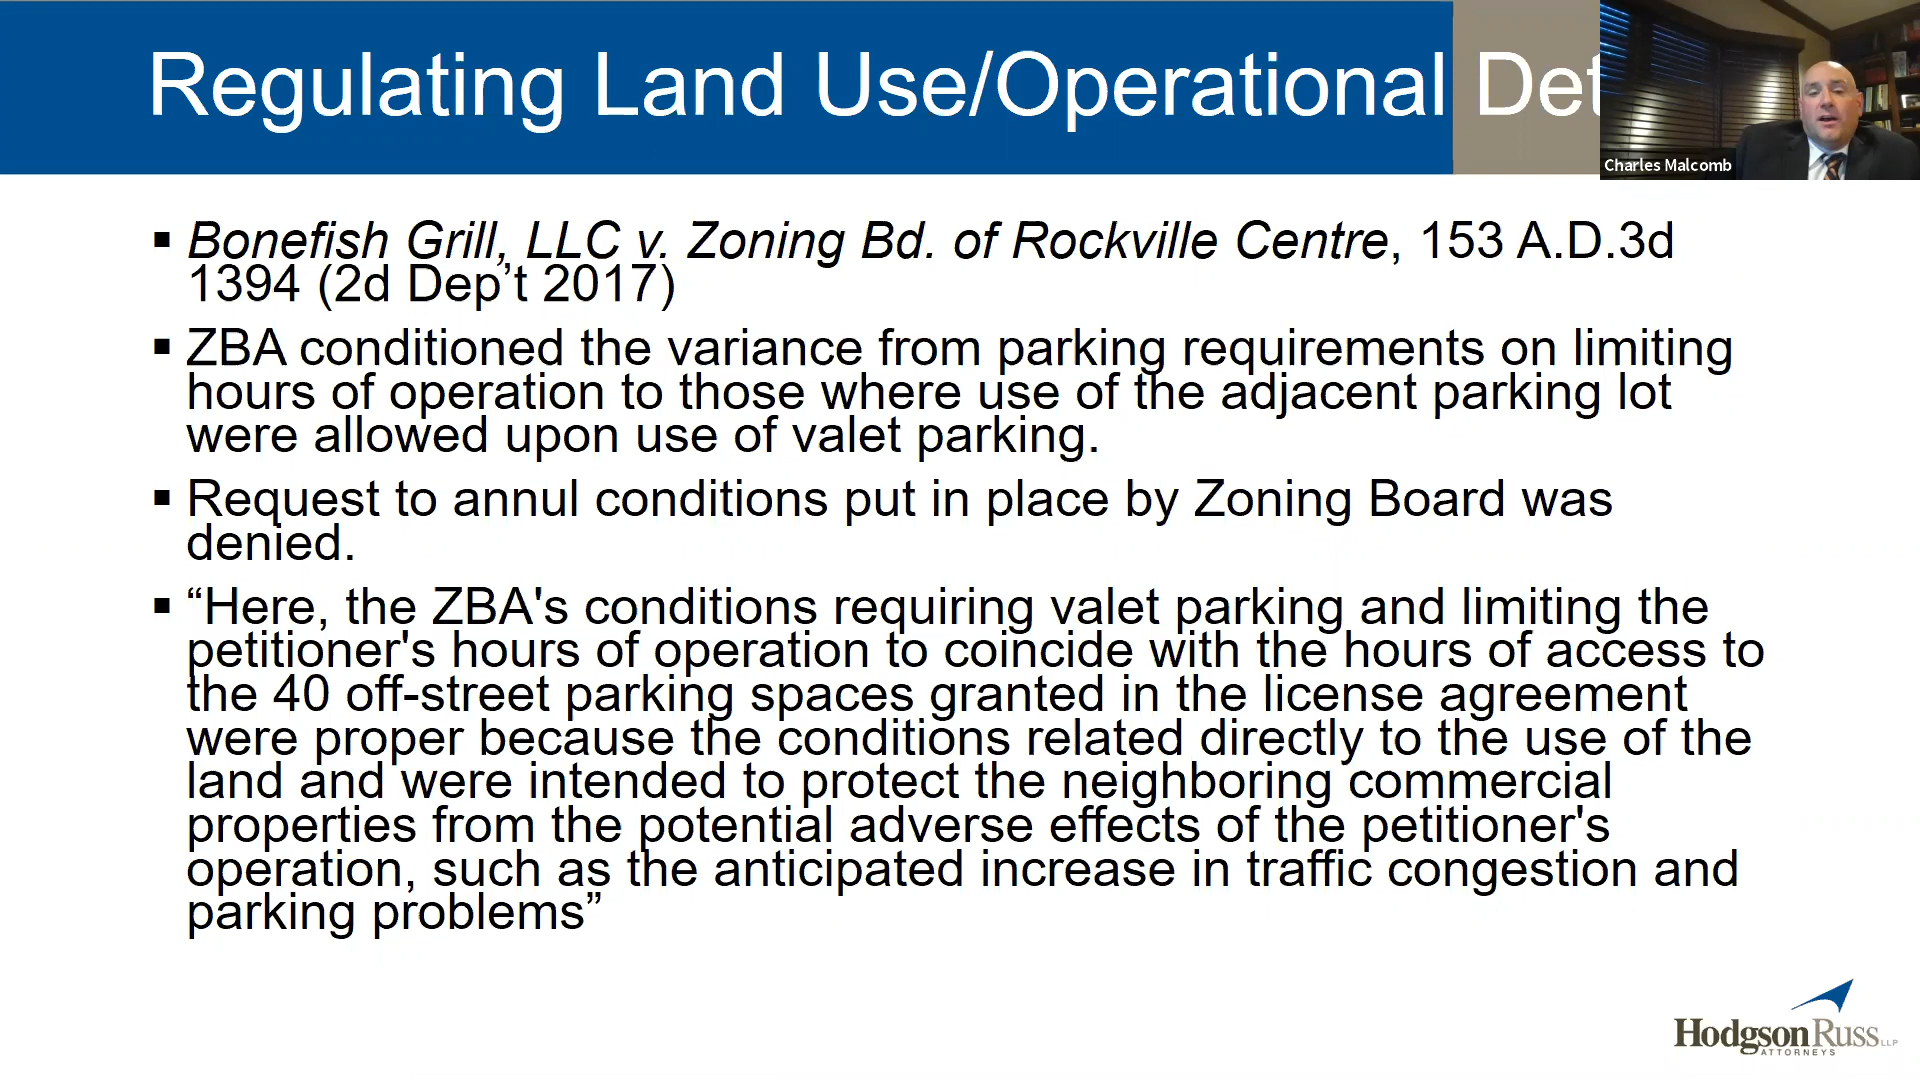 Regulating Land Use/Operational Det
Charles Malcomb
▪ Bonefish Grill, LLC v. Zoning Bd. of Rockville Centre, 153 A.D.3d
1394 (2d Dep’t 2017)
▪ ZBA conditioned the variance from parking requirements on limiting
hours of operation to those where use of the adjacent parking lot
were allowed upon use of valet parking.
▪ Request to annul conditions put in place by Zoning Board was
denied.
▪ “Here, the ZBA's conditions requiring valet parking and limiting the
petitioner's hours of operation to coincide with the hours of access to
the 40 off-street parking spaces granted in the license agreement
were proper because the conditions related directly to the use of the
land and were intended to protect the neighboring commercial
properties from the potential adverse effects of the petitioner's
operation, such as the anticipated increase in traffic congestion and
parking problems”
HodgsonRuss LLP
ATTORNEYS